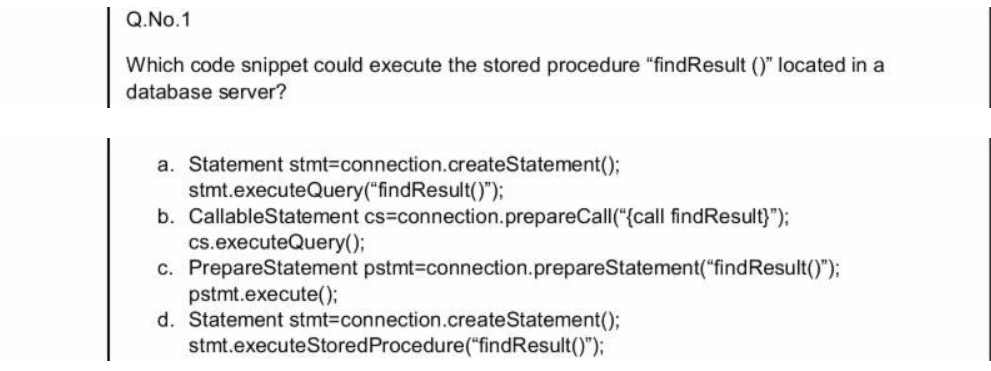 Q.No.1
Which code snippet could execute the stored procedure “findResult ()” located in a
database server?
a. Statement stmt=connection.createStatement();
stmt.executeQuery(“findResult()”);
b. CallableStatement cs=connection.prepareCall(“{call findResult}”);
cs.executeQuery();
c. PrepareStatement pstmt=connection.prepareStatement(“findResult()”);
pstmt.execute();
d. Statement stmt=connection.createStatement();
stmt.executeStoredProcedure(“findResult()”);